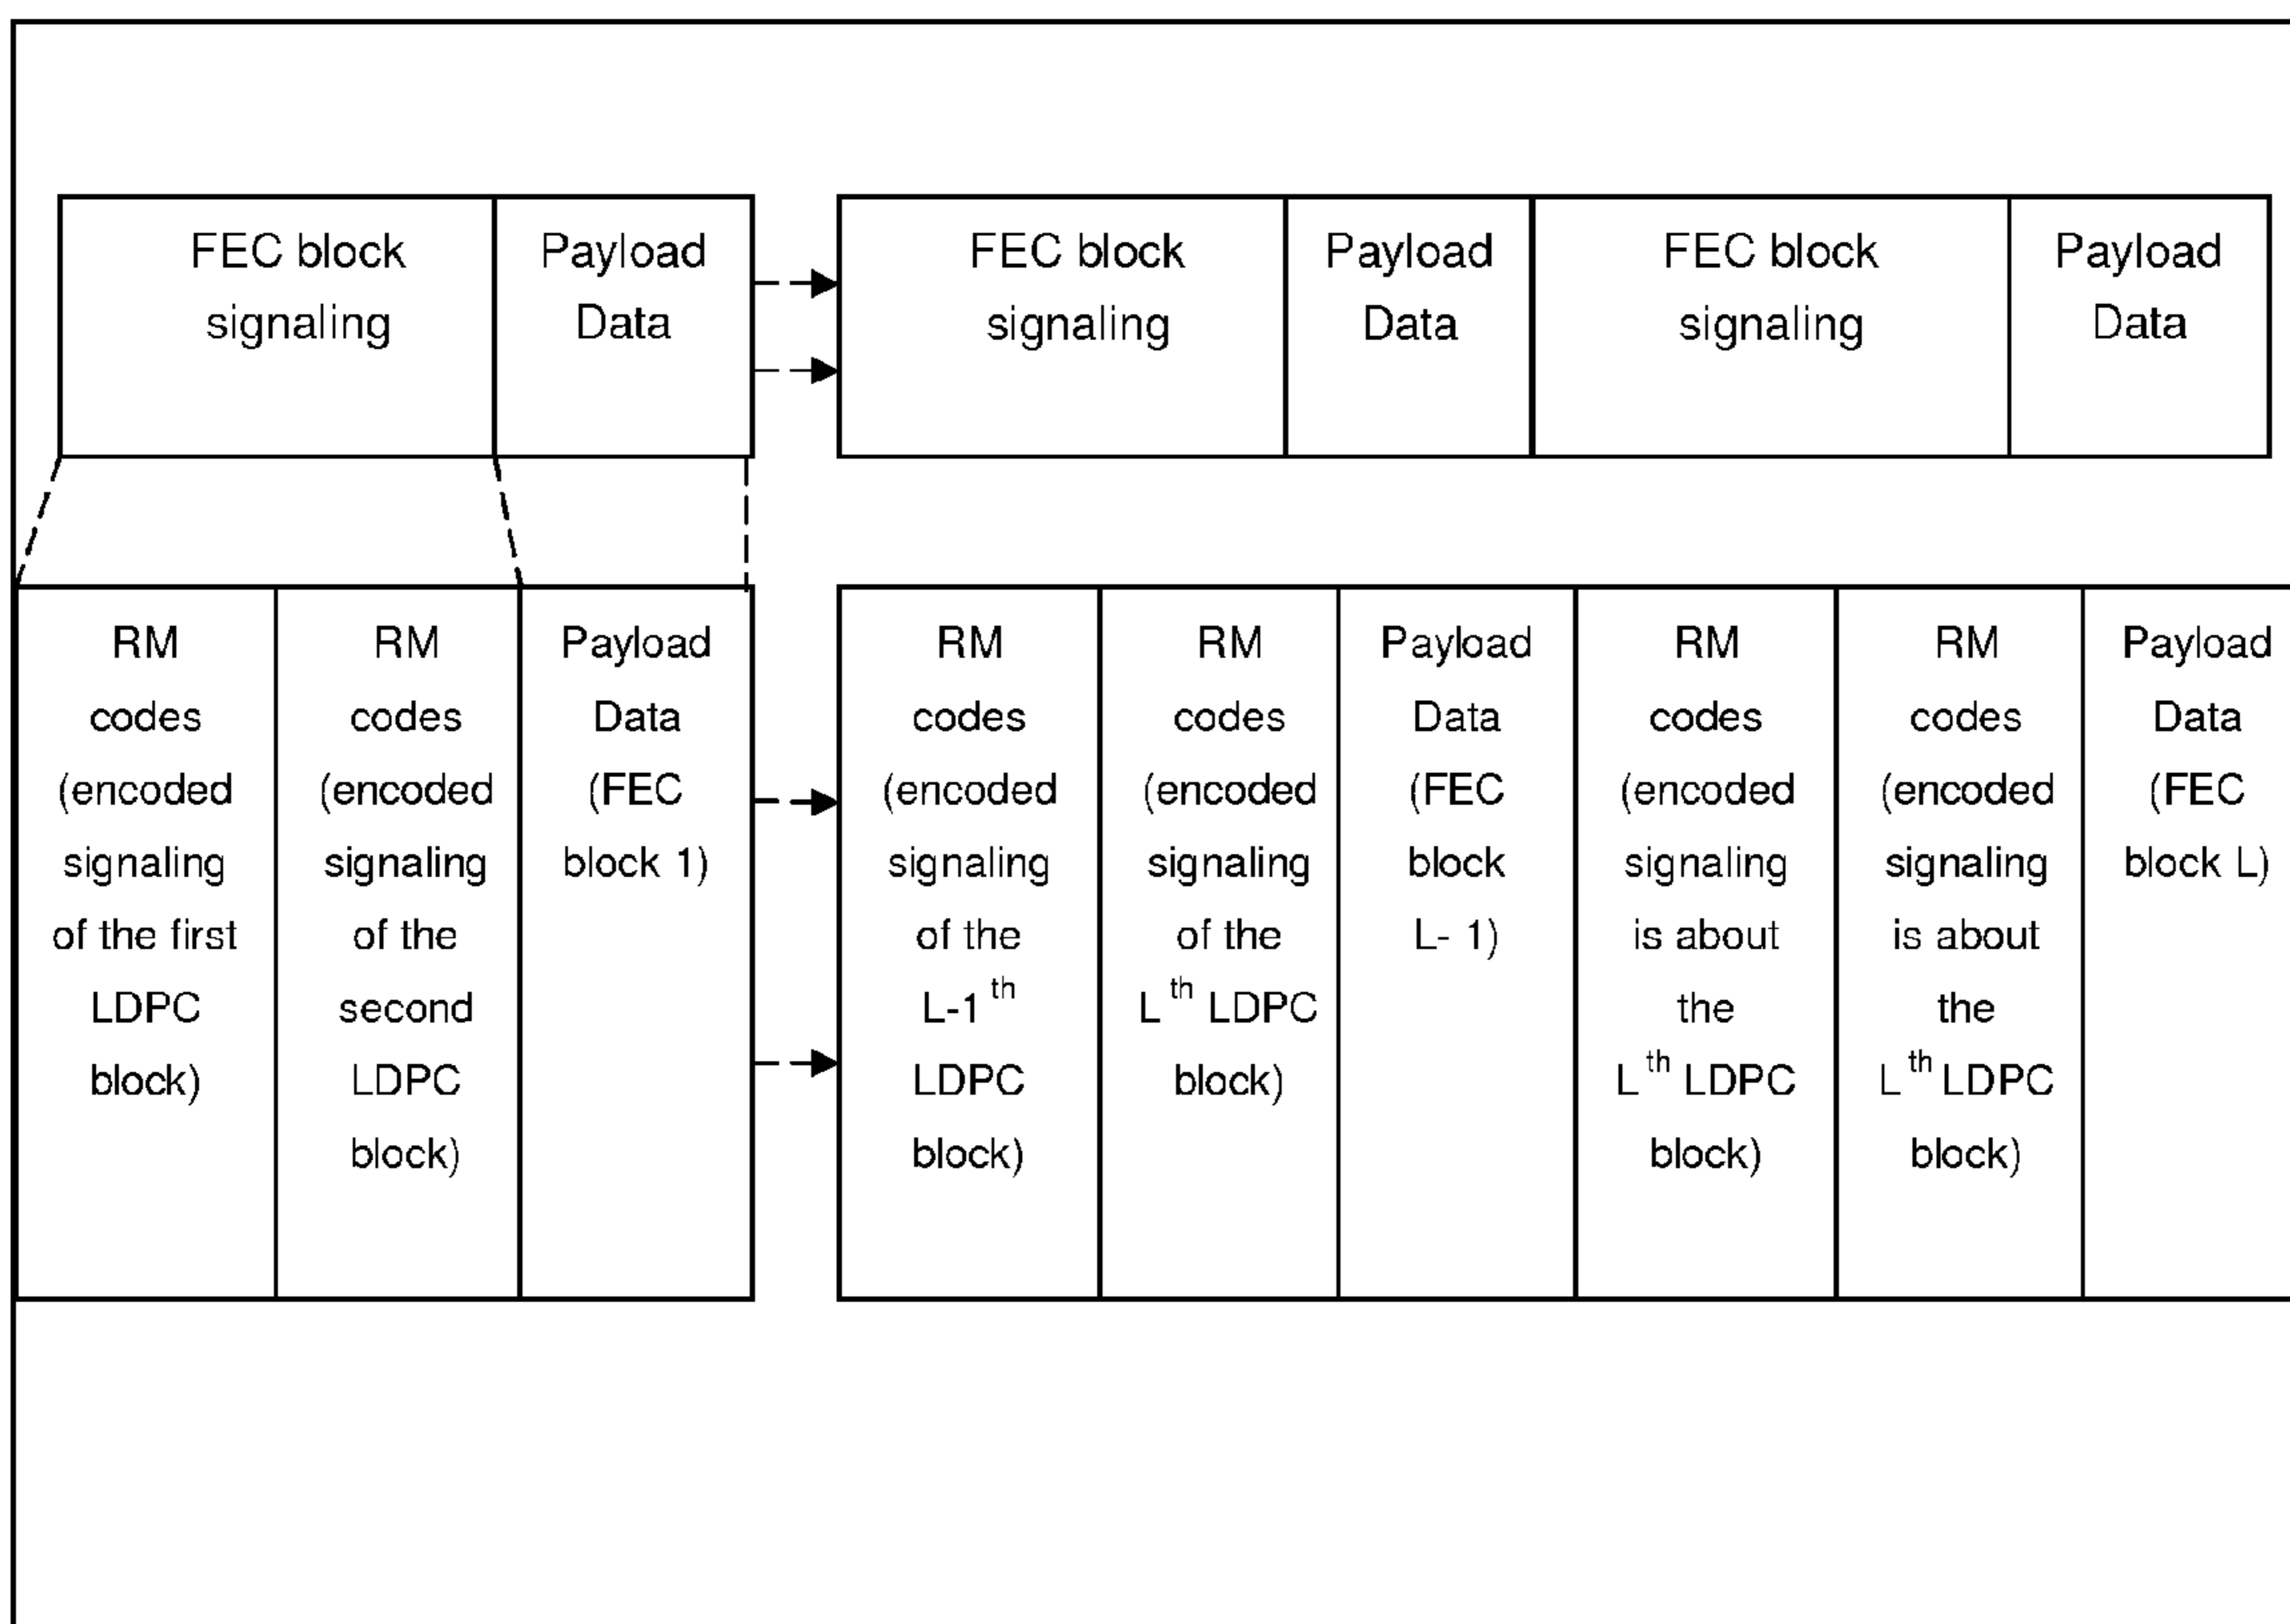 FEC block
signaling
Payload
Data
FEC block
signaling
Payload
Data
FEC block
signaling
Payload
Data
RM
codes
(encoded
signaling
of the first
LDPC
block)
RM
codes
(encoded
signaling
of the
second
LDPC
block)
Payload
Data
(FEC
block 1)
RM
codes
(encoded
signaling
of the
L-1 th
LDPC
block)
RM
codes
(encoded
signaling
of the
L th LDPC
block)
Payload
Data
(FEC
block
L- 1)
RM
codes
(encoded
signaling
is about
the
L th LDPC
block)
RM
codes
(encoded
signaling
is about
the
L th LDPC
block)
Payload
Data
(FEC
block L)